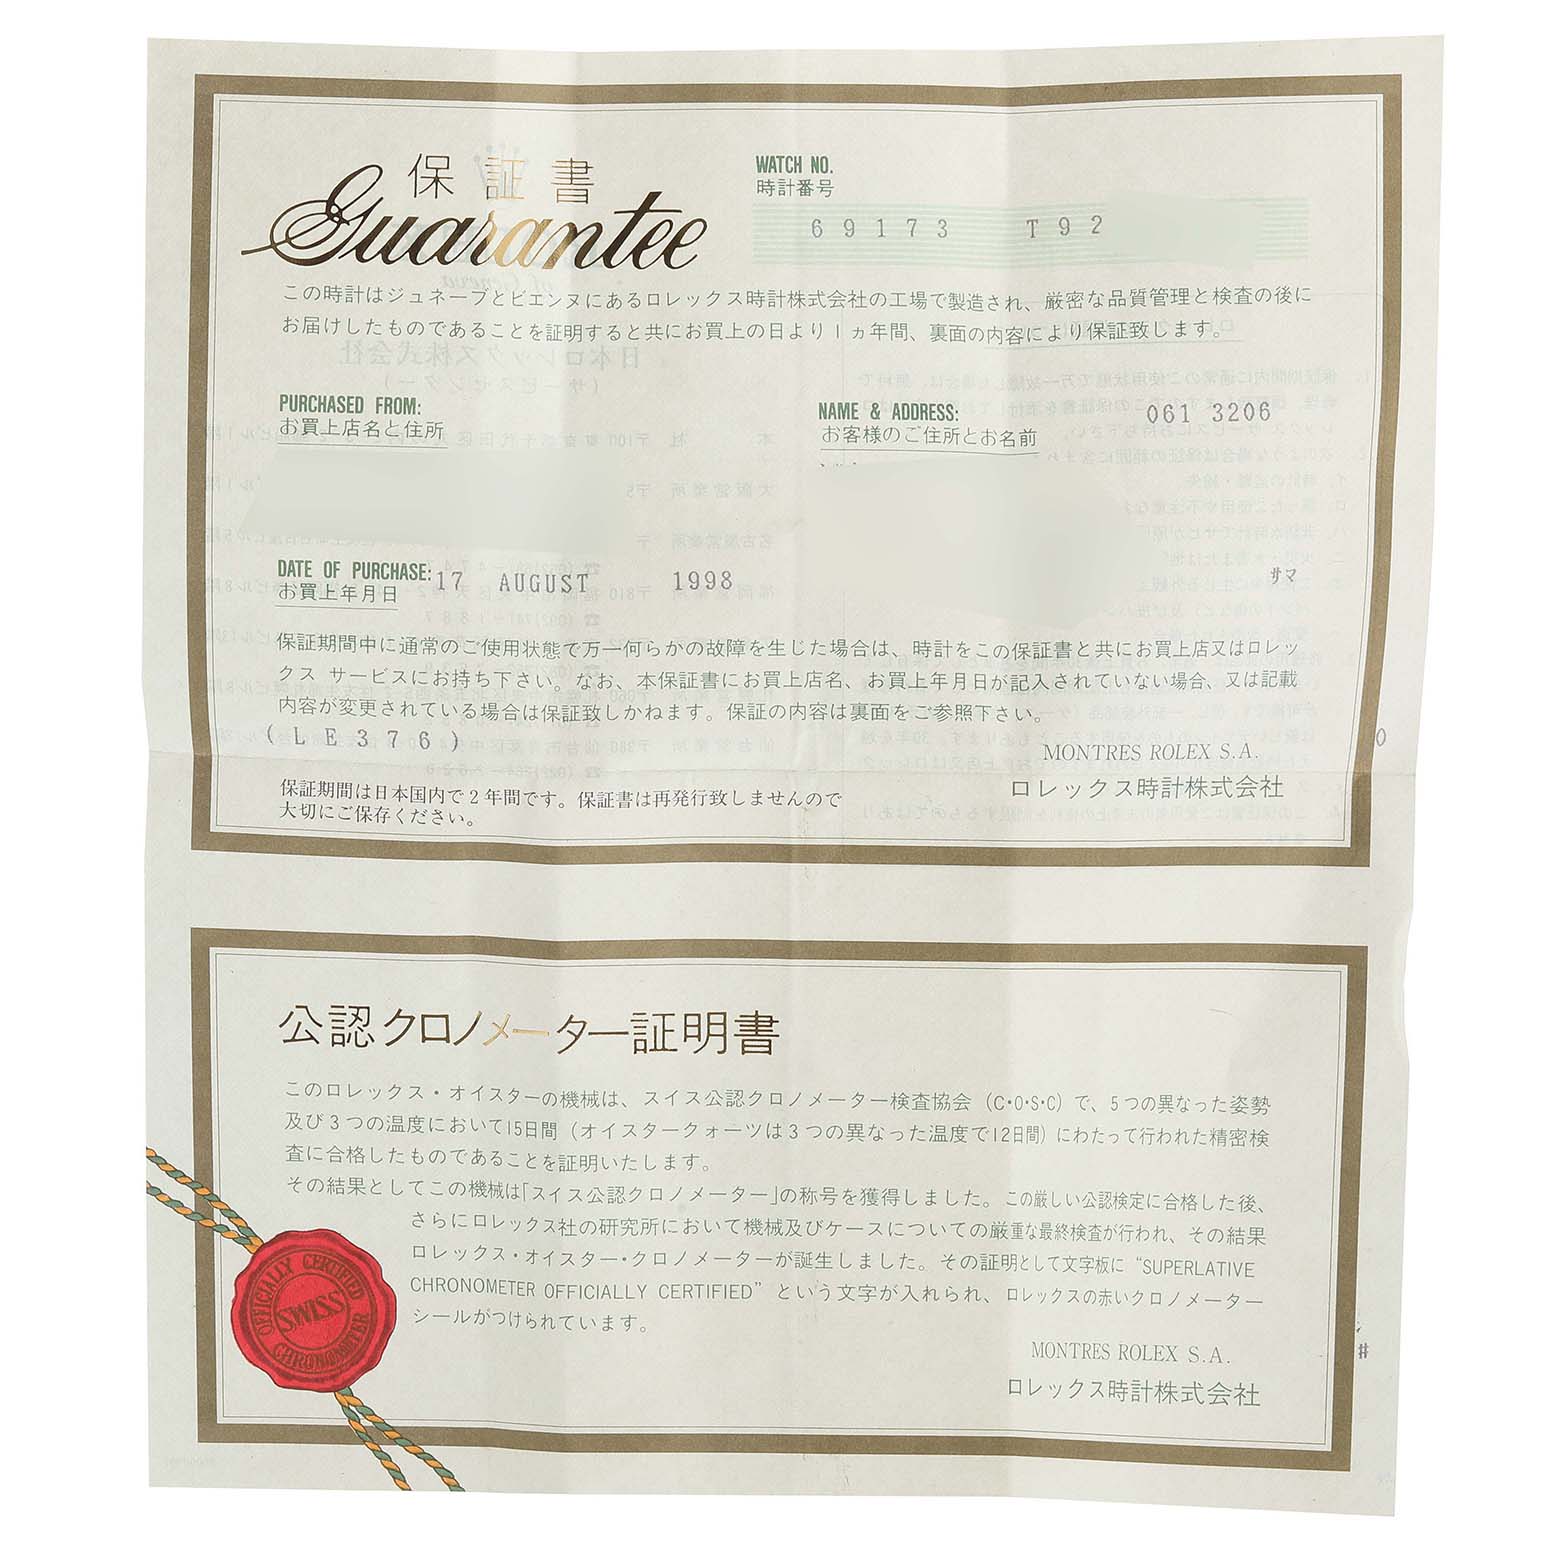 保証書
Guarantee
WATCH NO.
時計番号
69173 T92
この時計はジュネーブとビエンヌにあるロレックス時計株式会社の工場で製造され、厳密な品質管理と検査の後に
お届けしたものであることを証明すると共にお買上の日より1ヵ年間、裏面の内容により保証致します。
PURCHASED FROM:
お買上店名と住所
NAME & ADDRESS:
お客様のご住所とお名前
061 3206
サマ
DATE OF PURCHASE:
お買上年月日
17 AUGUST 1998
保証期間中に通常のご使用状態で万一何らかの故障を生じた場合は、時計をこの保証書と共にお買上店又はロレッ
クス サービスにお持ち下さい。なお、本保証書にお買上店名、お買上年月日が記入されていない場合、又は記載
内容が変更されている場合は保証致しかねます。保証の内容は裏面をご参照下さい。
(LE376)
MONTRES ROLEX S.A.
ロレックス時計株式会社
保証期間は日本国内で2年間です。保証書は再発行致しませんので
大切にご保存ください。
公認クロノメーター証明書
このロレックス・オイスターの機械は、スイス公認クロノメーター検査協会(C・O・S・C)で、5つの異なった姿勢
及び3つの温度において15日間(オイスタークォーツは3つの異なった温度で12日間)にわたって行われた精密検
査に合格したものであることを証明いたします。
その結果としてこの機械は「スイス公認クロノメーター」の称号を獲得しました。この厳しい公認検定に合格した後、
さらにロレックス社の研究所において機械及びケースについての厳重な最終検査が行われ、その結果
ロレックス・オイスター・クロノメーターが誕生しました。その証明として文字板に "SUPERLATIVE
CHRONOMETER OFFICIALLY CERTIFIED" という文字が入れられ、ロレックスの赤いクロノメーター
シールがつけられています。
MONTRES ROLEX S.A.
ロレックス時計株式会社
OFFICIALLY CERTIFIED
SWISS
CHRONOMETER